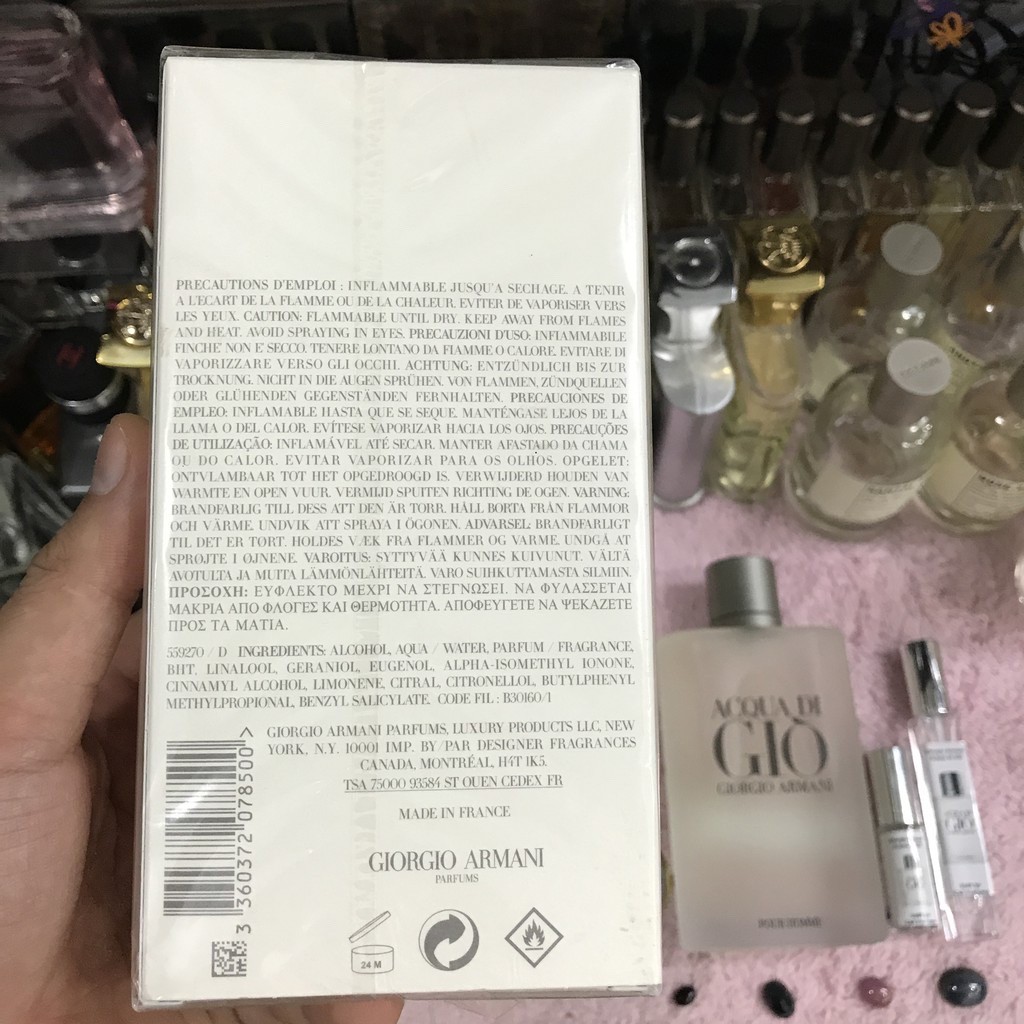 PRECAUTIONS D'EMPLOI : INFLAMMABLE JUSQU'A SECHAGE. A TENIR
A L'ECART DE LA FLAMME OU DE LA CHALEUR. EVITER DE VAPORISER VERS
LES YEUX. CAUTION: FLAMMABLE UNTIL DRY. KEEP AWAY FROM FLAMES
AND HEAT. AVOID SPRAYING IN EYES. PRECAUZIONI D'USO: INFIAMMABILE
FINCHE' NON E' SECCO. TENERE LONTANO DA FIAMME O CALORE. EVITARE DI
VAPORIZZARE VERSO GLI OCCHI. ACHTUNG: ENTZÜNDLICH BIS ZUR
TROCKNUNG. NICHT IN DIE AUGEN SPRÜHEN. VON FLAMMEN, ZÜNDQUELLEN
ODER GLÜHENDEN GEGENSTÄNDEN FERNHALTEN. PRECAUCIONES DE
EMPLEO: INFLAMABLE HASTA QUE SE SEQUE. MANTÉNGASE LEJOS DE LA
LLAMA O DEL CALOR. EVÍTESE VAPORIZAR HACIA LOS OJOS. PRECAUÇÕES
DE UTILIZAÇÃO: INFLAMÁVEL ATÉ SECAR. MANTER AFASTADO DA CHAMA
OU DO CALOR. EVITAR VAPORIZAR PARA OS OLHOS. OPGELET:
ONTVLAMBAAR TOT HET OPGEDROOGD IS. VERWIJDERD HOUDEN VAN
WARMTE EN OPEN VUUR. VERMIJD SPUITEN RICHTING DE OGEN. VARNING:
BRANDFARLIG TILL DESS ATT DEN ÄR TORR. HÅLL BORTA FRÅN FLAMMOR
OCH VÄRME. UNDVIK ATT SPRAYA I ÖGONEN. ADVARSEL: BRANDFARLIGT
TIL DET ER TØRT. HOLDES VÆK FRA FLAMMER OG VARME. UNDGÅ AT
SPRØJTE I ØJNENE. VAROITUS: SYTTYVÄÄ KUNNES KUIVUNUT. VÄLTÄ
AVOTULTA JA MUITA LÄMMÖNLÄHTEITÄ. VARO SUIHKUTTAMASTA SILMIIN.
ΠΡΟΣΟΧΗ: ΕΥΦΛΕΚΤΟ ΜΕΧΡΙ ΝΑ ΣΤΕΓΝΩΣΕΙ. ΝΑ ΦΥΛΑΣΣΕΤΑΙ
ΜΑΚΡΙΑ ΑΠΟ ΦΛΟΓΕΣ ΚΑΙ ΘΕΡΜΟΤΗΤΑ. ΑΠΟΦΕΥΓΕΤΕ ΝΑ ΨΕΚΑΖΕΤΕ
ΠΡΟΣ ΤΑ ΜΑΤΙΑ.
559270 / D INGREDIENTS: ALCOHOL, AQUA / WATER, PARFUM / FRAGRANCE,
BHT, LINALOOL, GERANIOL, EUGENOL, ALPHA-ISOMETHYL IONONE,
CINNAMYL ALCOHOL, LIMONENE, CITRAL, CITRONELLOL, BUTYLPHENYL
METHYLPROPIONAL, BENZYL SALICYLATE. CODE FIL : B30160/1
GIORGIO ARMANI PARFUMS, LUXURY PRODUCTS LLC, NEW
YORK, N.Y. 10001 IMP. BY/PAR DESIGNER FRAGRANCES
CANADA, MONTRÉAL, H4T 1K5.
TSA 75000 93584 ST OUEN CEDEX FR
MADE IN FRANCE
GIORGIO ARMANI
PARFUMS
3 360372 078500 >
24 M
ACQUA DI
GIÒ
GIORGIO ARMANI
POUR HOMME
GIÒ